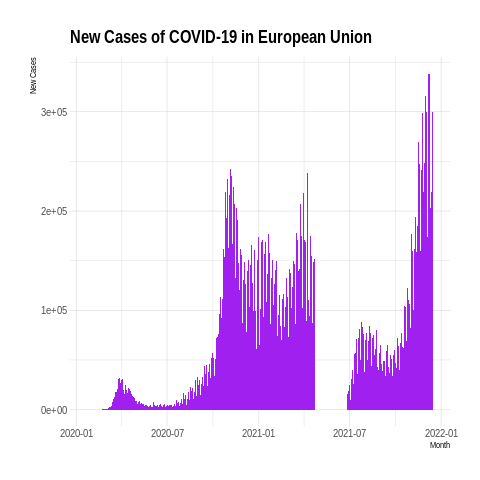 New Cases of COVID-19 in European Union
New Cases
3e+05
2e+05
1e+05
0e+00
2020-01 2020-07 2021-01 2021-07 2022-01
Month